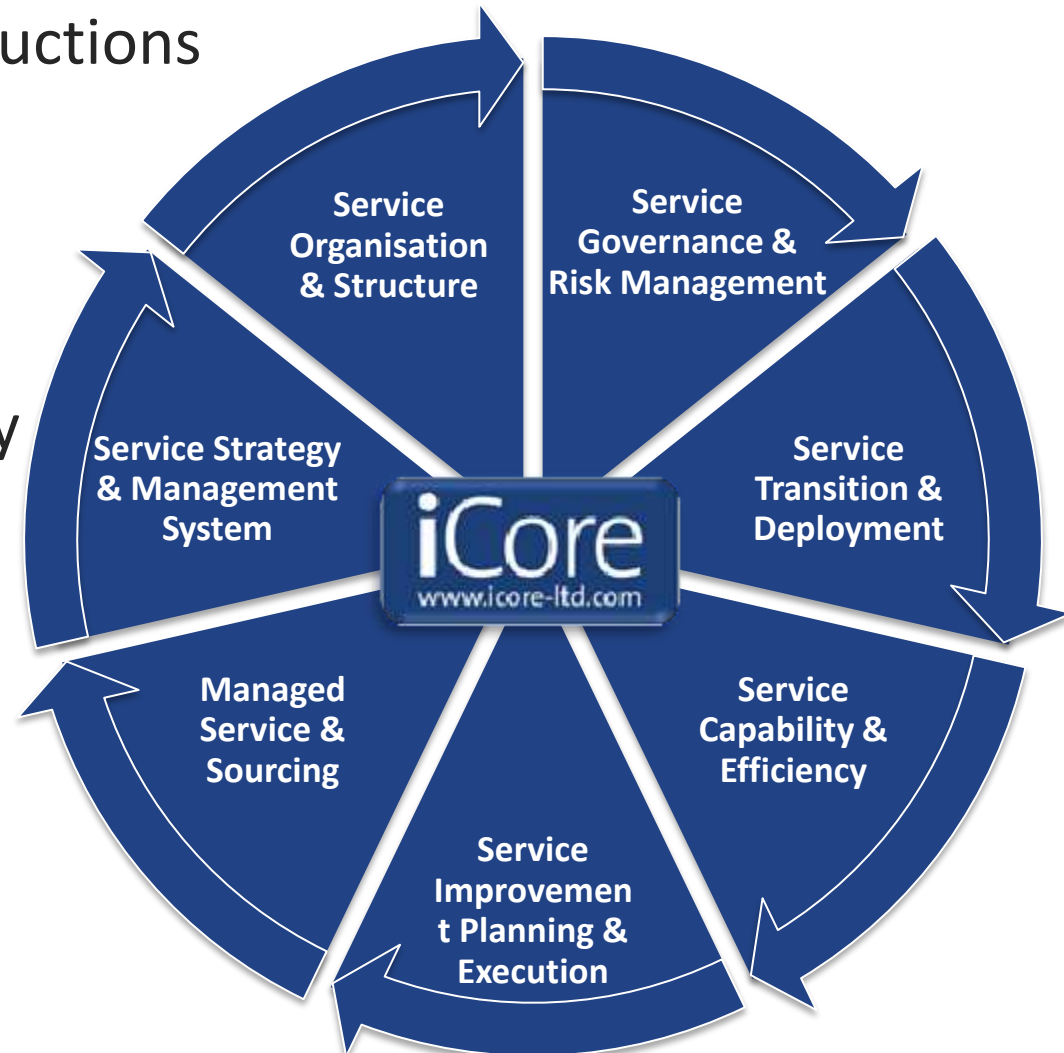 uctions
Service
Organisation
& Structure
Service
Governance &
Risk Management
y
Service Strategy
& Management
System
Service
Transition &
Deployment
iCore
www.icore-ltd.com
Managed
Service &
Sourcing
Service
Capability &
Efficiency
Service
Improvemen
t Planning &
Execution